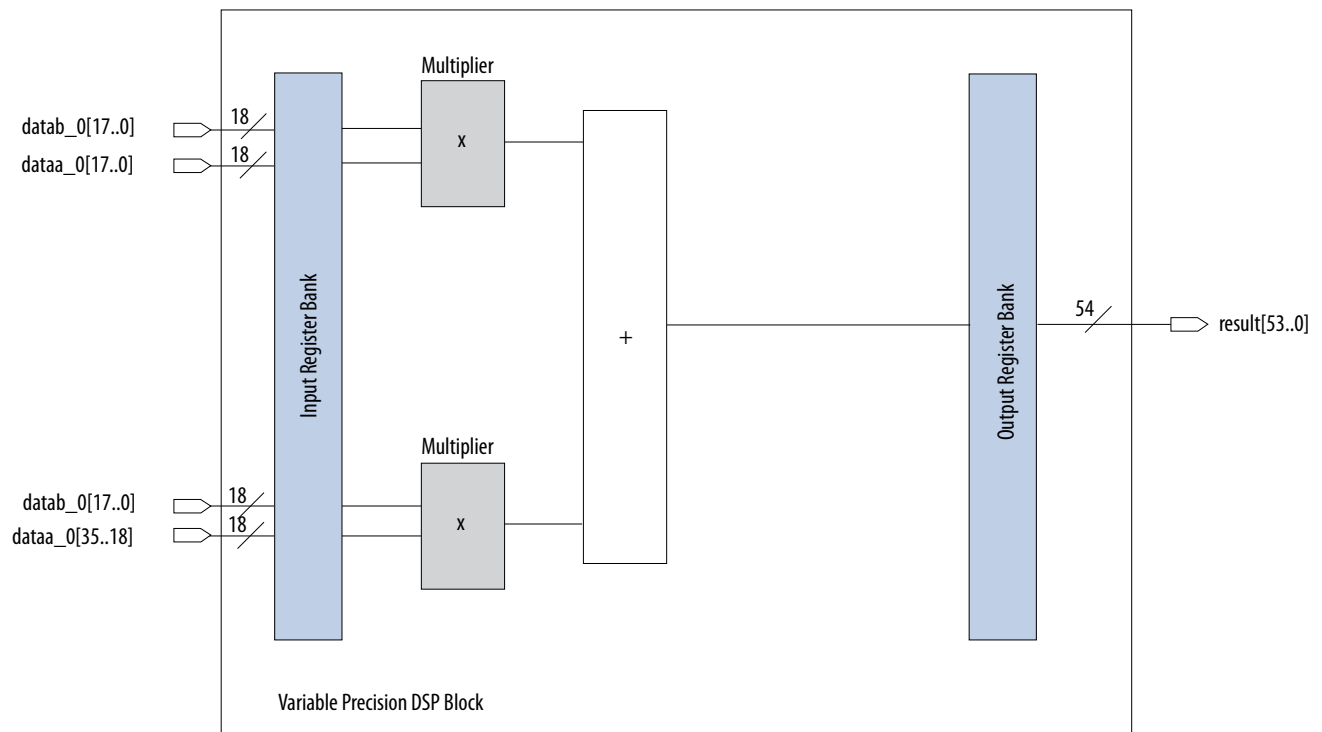 Multiplier
datab_0[17..0]
18
dataa_0[17..0]
18
x
Input Register Bank
+
Output Register Bank
54
result[53..0]
Multiplier
datab_0[17..0]
18
dataa_0[35..18]
18
x
Variable Precision DSP Block